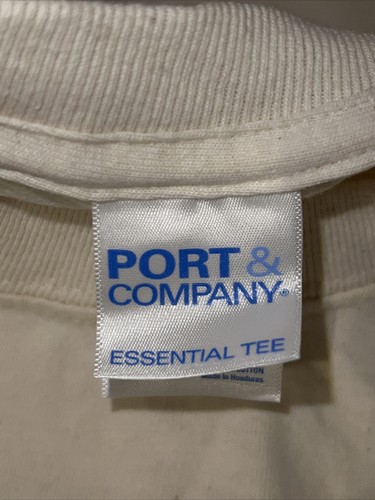 PORT &
COMPANY®
ESSENTIAL TEE
Made in Honduras